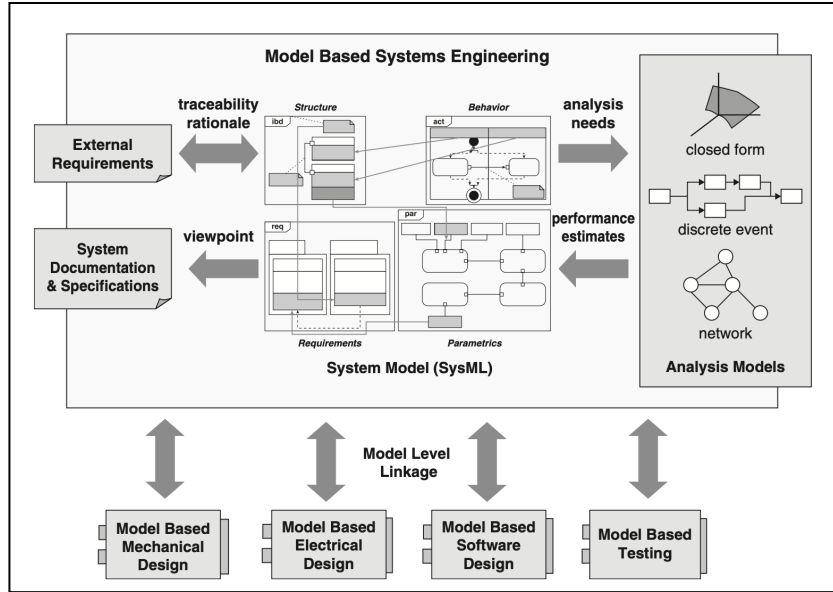 Model Based Systems Engineering
traceability
rationale
Structure
Behavior
analysis
needs
External
Requirements
ibd
act
closed form
discrete event
System
Documentation
& Specifications
viewpoint
req
par
performance
estimates
network
Requirements
Parametrics
System Model (SysML)
Analysis Models
Model Level
Linkage
Model Based
Mechanical
Design
Model Based
Electrical
Design
Model Based
Software
Design
Model Based
Testing